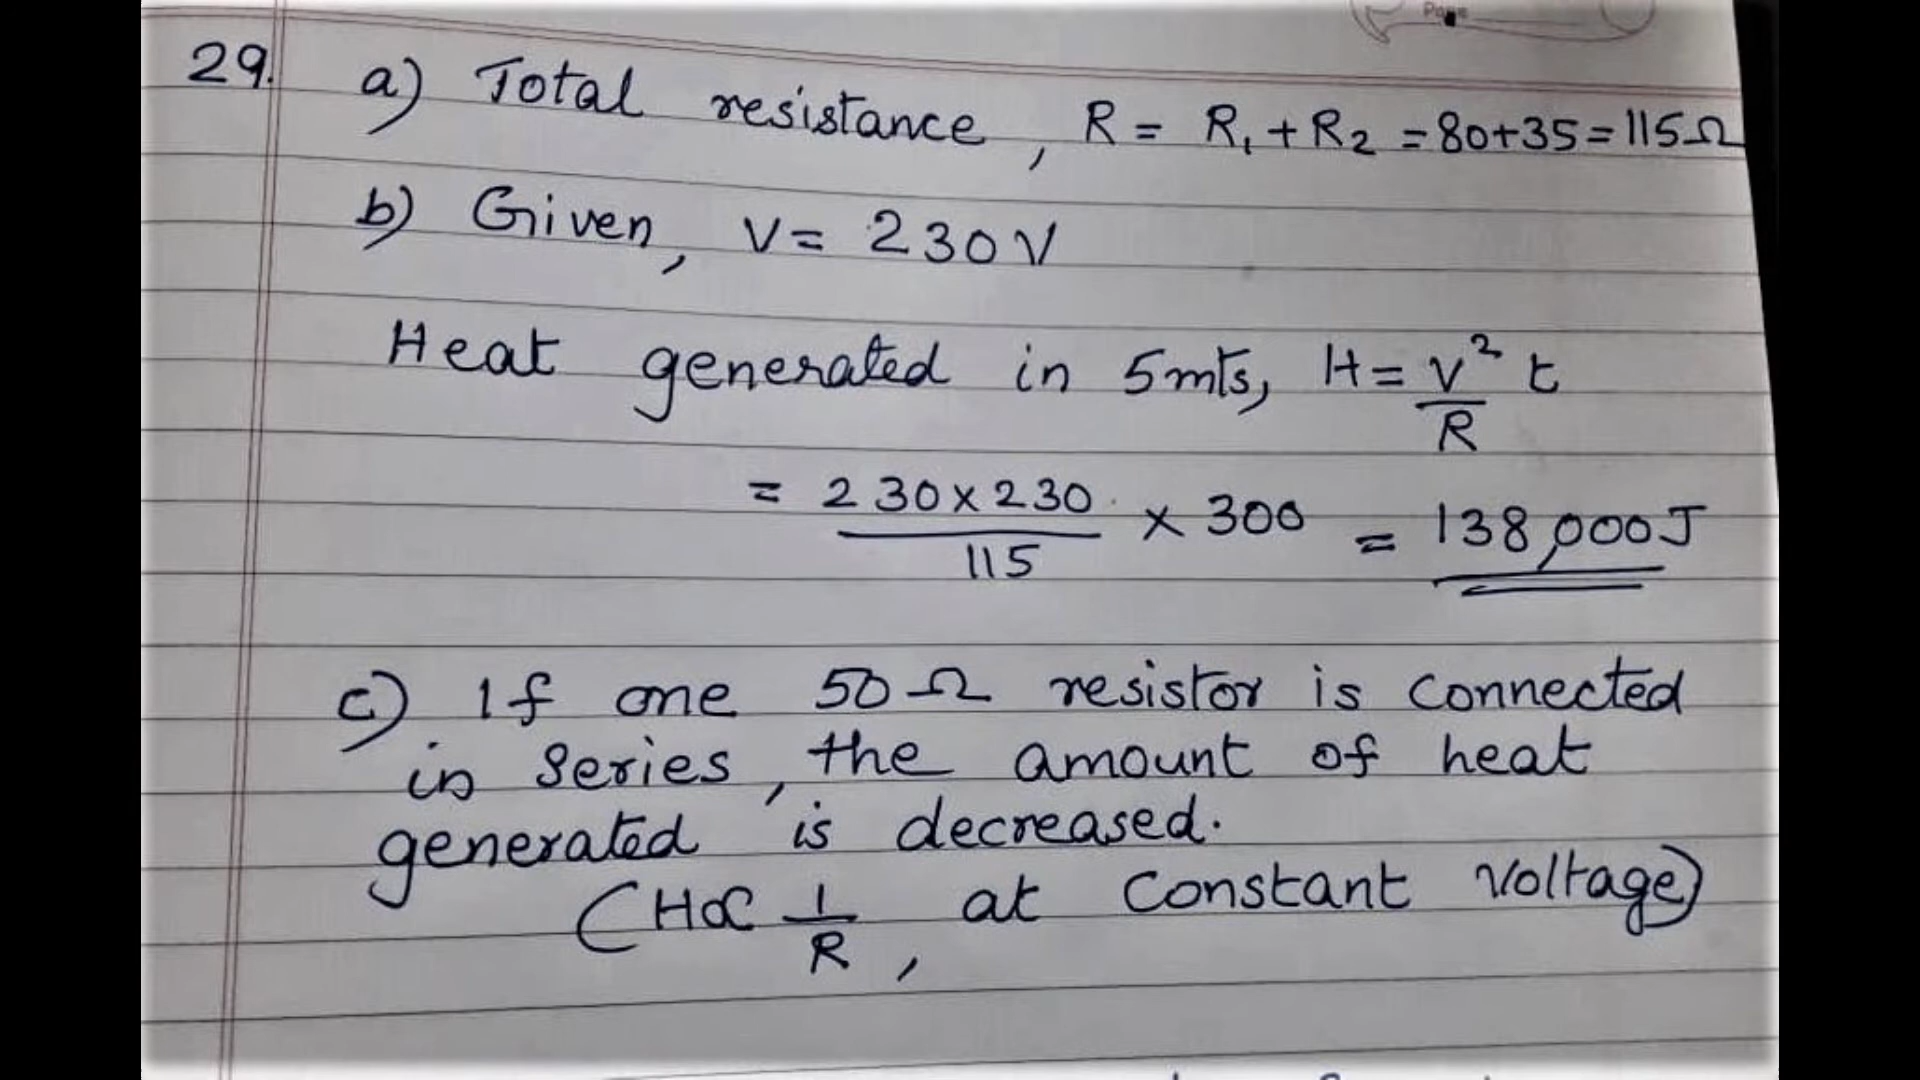 Page
29. a) Total resistance, R = R₁ + R₂ = 80+35 = 115Ω
b) Given, V = 230V
Heat generated in 5mts, H = V²/R t
= 230×230/115 × 300 = 138,000J
c) If one 50Ω resistor is connected
in series, the amount of heat
generated is decreased.
(H∝ 1/R, at constant voltage)